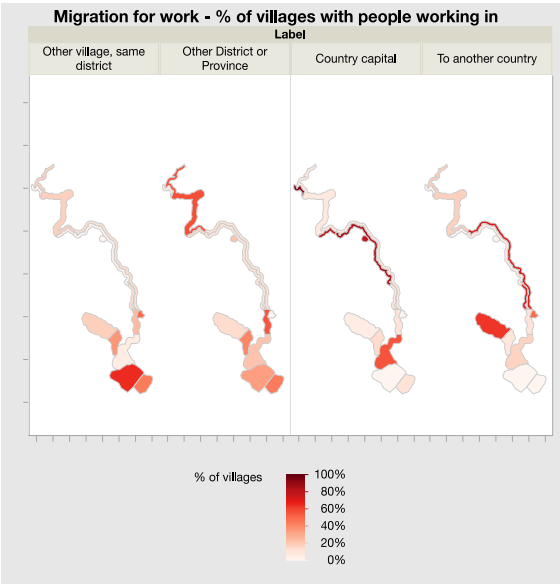 Migration for work - % of villages with people working in
Label
Other village, same
district
Other District or
Province
Country capital
To another country
% of villages
100%
80%
60%
40%
20%
0%